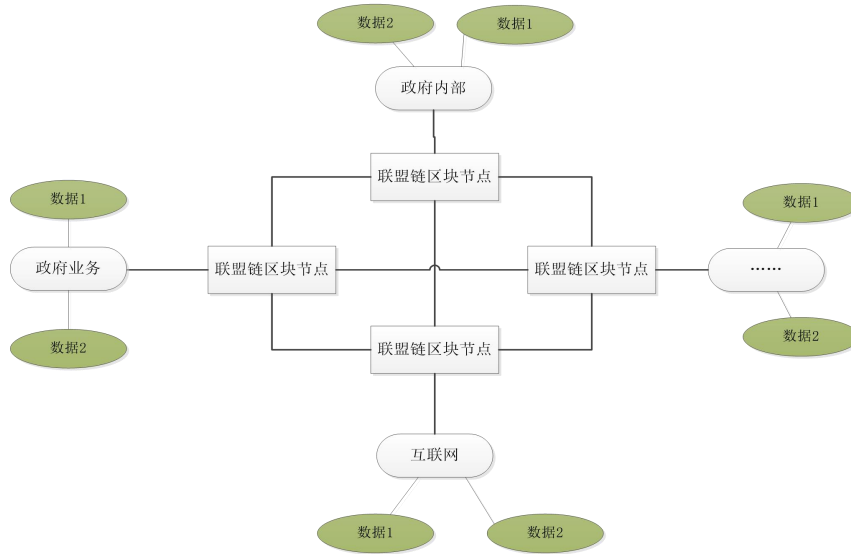 数据2
数据1
政府内部
联盟链区块节点
数据1
数据1
政府业务
联盟链区块节点
联盟链区块节点
……
数据2
数据2
联盟链区块节点
互联网
数据1
数据2